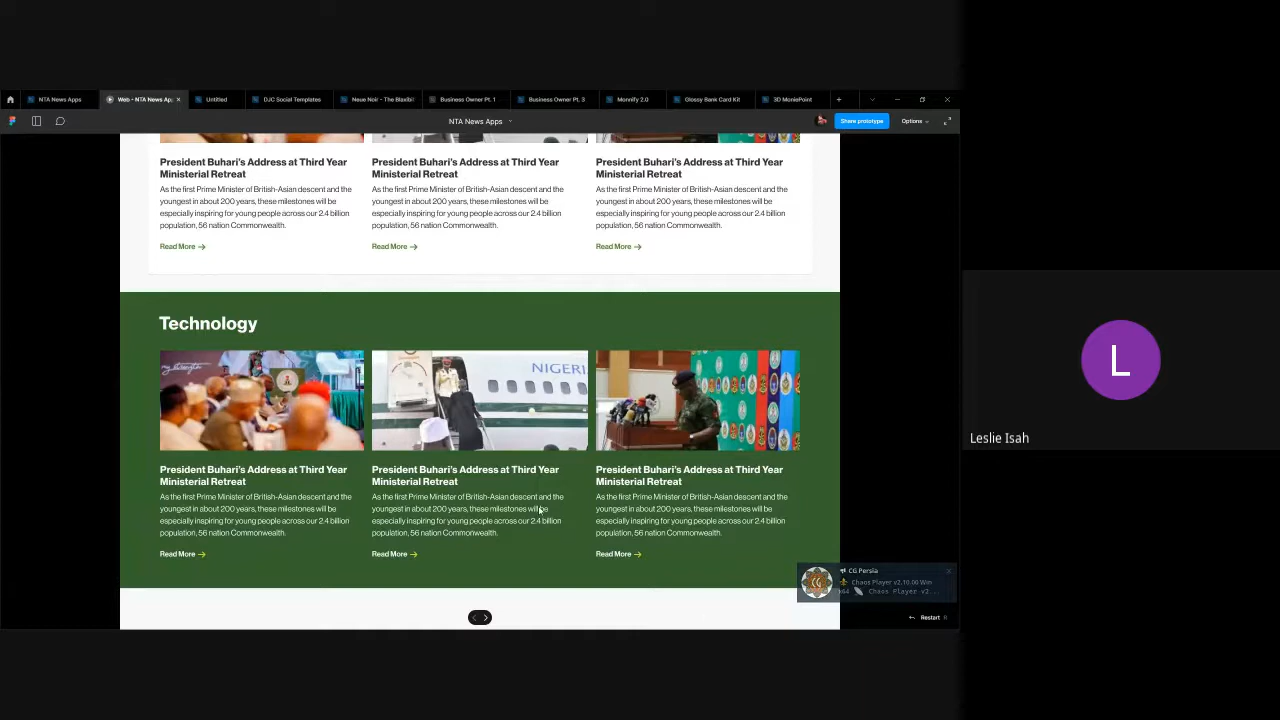 NTA News Apps
Web - NTA News Ap
Untitled
DJC Social Templates
Neue Noir - The Blaxibl
Business Owner Pt. 1
Business Owner Pt. 3
Monnify 2.0
Glossy Bank Card Kit
3D MoniePoint
NTA News Apps
Share prototype
Options
President Buhari's Address at Third Year
Ministerial Retreat
As the first Prime Minister of British-Asian descent and the
youngest in about 200 years, these milestones will be
especially inspiring for young people across our 2.4 billion
population, 56 nation Commonwealth.
Read More
President Buhari's Address at Third Year
Ministerial Retreat
As the first Prime Minister of British-Asian descent and the
youngest in about 200 years, these milestones will be
especially inspiring for young people across our 2.4 billion
population, 56 nation Commonwealth.
Read More
President Buhari's Address at Third Year
Ministerial Retreat
As the first Prime Minister of British-Asian descent and the
youngest in about 200 years, these milestones will be
especially inspiring for young people across our 2.4 billion
population, 56 nation Commonwealth.
Read More
Technology
my strength
NIGERI
President Buhari's Address at Third Year
Ministerial Retreat
As the first Prime Minister of British-Asian descent and the
youngest in about 200 years, these milestones will be
especially inspiring for young people across our 2.4 billion
population, 56 nation Commonwealth.
Read More
President Buhari's Address at Third Year
Ministerial Retreat
As the first Prime Minister of British-Asian descent and the
youngest in about 200 years, these milestones will be
especially inspiring for young people across our 2.4 billion
population, 56 nation Commonwealth.
Read More
President Buhari's Address at Third Year
Ministerial Retreat
As the first Prime Minister of British-Asian descent and the
youngest in about 200 years, these milestones will be
especially inspiring for young people across our 2.4 billion
population, 56 nation Commonwealth.
Read More
CG
CG Persia
Chaos Player v2.10.00 Win
x64 Chaos Player v2...
Restart R
L
Leslie Isah